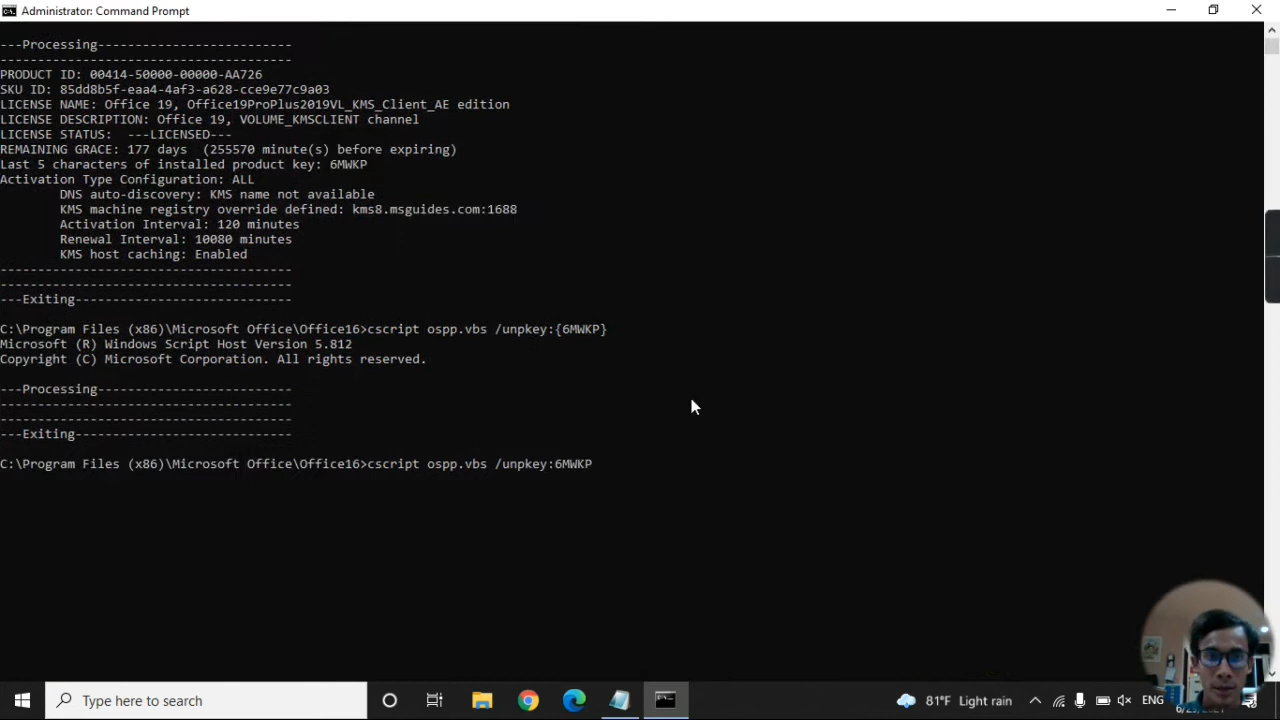 Administrator: Command Prompt
---Processing--------------------------
---------------------------------------
PRODUCT ID: 00414-50000-00000-AA726
SKU ID: 85dd8b5f-eaa4-4af3-a628-cce9e77c9a03
LICENSE NAME: Office 19, Office19ProPlus2019VL_KMS_Client_AE edition
LICENSE DESCRIPTION: Office 19, VOLUME_KMSCLIENT channel
LICENSE STATUS:  ---LICENSED---
REMAINING GRACE: 177 days  (255570 minute(s) before expiring)
Last 5 characters of installed product key: 6MWKP
Activation Type Configuration: ALL
        DNS auto-discovery: KMS name not available
        KMS machine registry override defined: kms8.msguides.com:1688
        Activation Interval: 120 minutes
        Renewal Interval: 10080 minutes
        KMS host caching: Enabled
---------------------------------------
---------------------------------------
---Exiting-----------------------------
C:\Program Files (x86)\Microsoft Office\Office16>cscript ospp.vbs /unpkey:{6MWKP}
Microsoft (R) Windows Script Host Version 5.812
Copyright (C) Microsoft Corporation. All rights reserved.
---Processing--------------------------
---------------------------------------
---------------------------------------
---Exiting-----------------------------
C:\Program Files (x86)\Microsoft Office\Office16>cscript ospp.vbs /unpkey:6MWKP
Type here to search
81°F Light rain
ENG